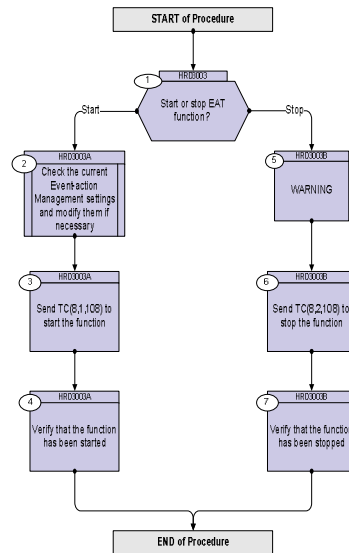 START of Procedure
1
HRD3003
Start or stop EAT
function?
Start
Stop
2
HRD3003A
Check the current
Event-action
Management settings
and modify them if
necessary
5
HRD3003B
WARNING
3
HRD3003A
Send TC(8,1,108) to
start the function
6
HRD3003B
Send TC(8,2,108) to
stop the function
4
HRD3003A
Verify that the function
has been started
7
HRD3003B
Verify that the function
has been stopped
END of Procedure